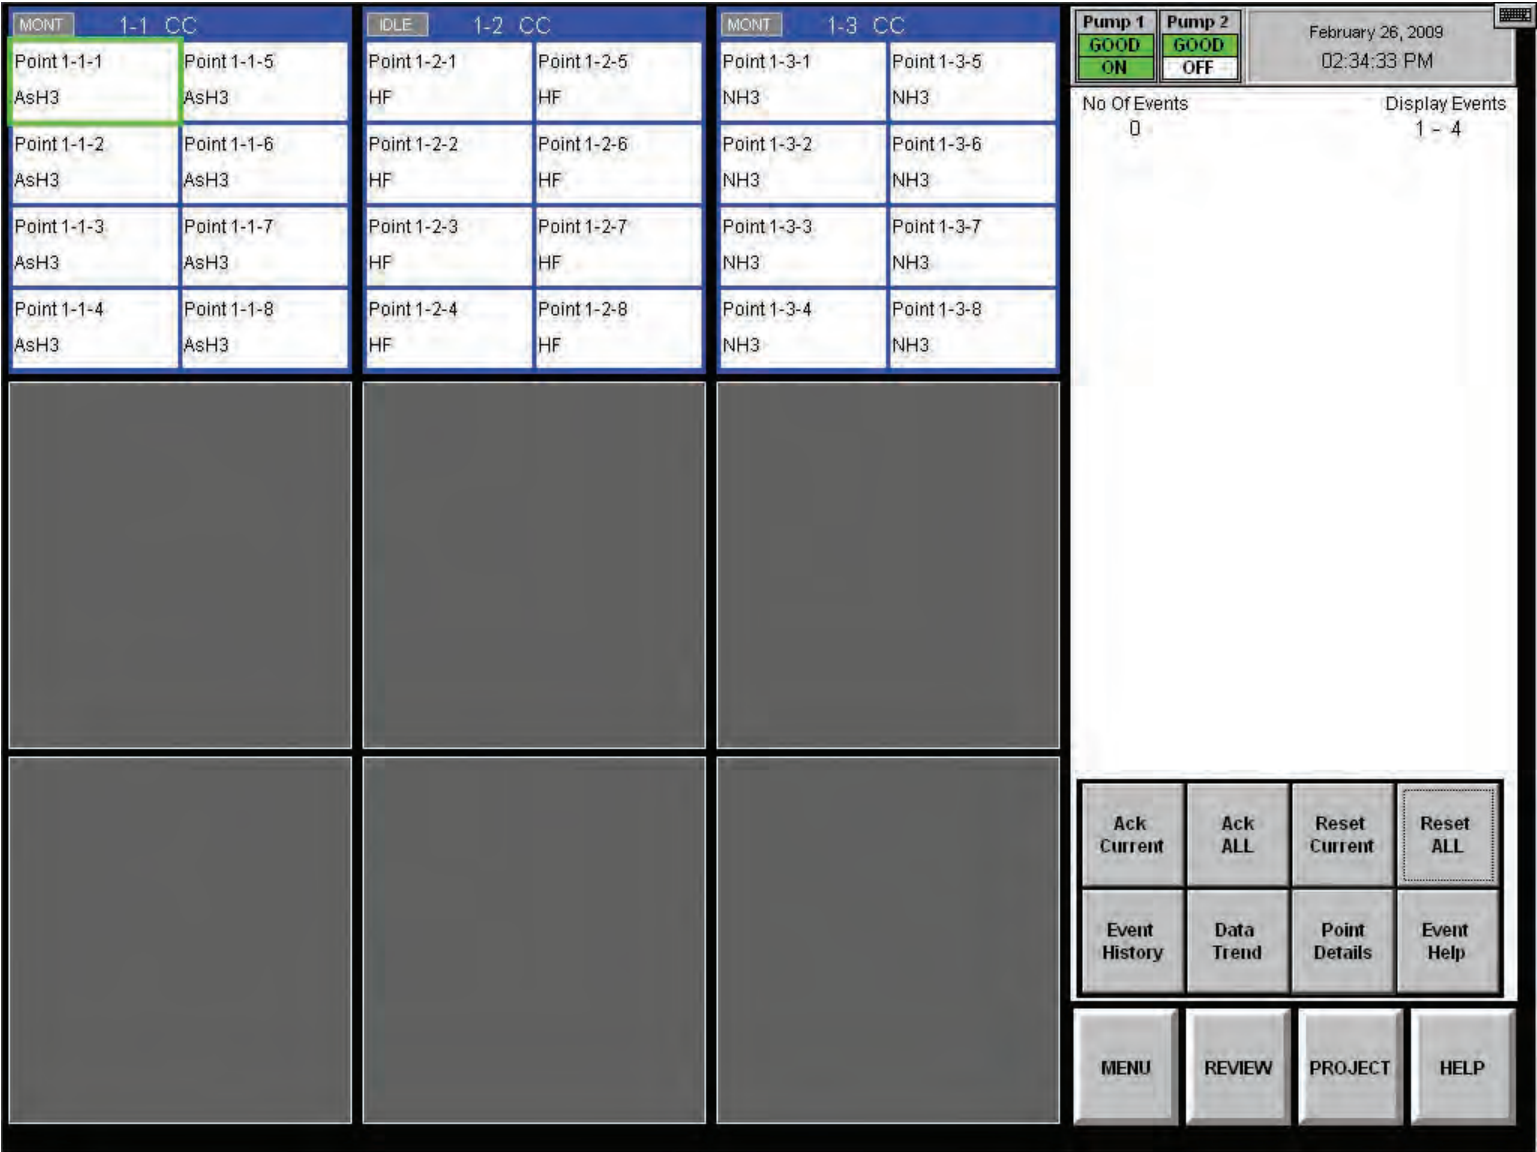 MONT 1-1 CC
Point 1-1-1 Point 1-1-5
AsH3 AsH3
Point 1-1-2 Point 1-1-6
AsH3 AsH3
Point 1-1-3 Point 1-1-7
AsH3 AsH3
Point 1-1-4 Point 1-1-8
AsH3 AsH3
IDLE 1-2 CC
Point 1-2-1 Point 1-2-5
HF HF
Point 1-2-2 Point 1-2-6
HF HF
Point 1-2-3 Point 1-2-7
HF HF
Point 1-2-4 Point 1-2-8
HF HF
MONT 1-3 CC
Point 1-3-1 Point 1-3-5
NH3 NH3
Point 1-3-2 Point 1-3-6
NH3 NH3
Point 1-3-3 Point 1-3-7
NH3 NH3
Point 1-3-4 Point 1-3-8
NH3 NH3
Pump 1
GOOD
ON
Pump 2
GOOD
OFF
February 26, 2009
02:34:33 PM
No Of Events Display Events
0 1 - 4
Ack
Current
Ack
ALL
Reset
Current
Reset
ALL
Event
History
Data
Trend
Point
Details
Event
Help
MENU
REVIEW
PROJECT
HELP